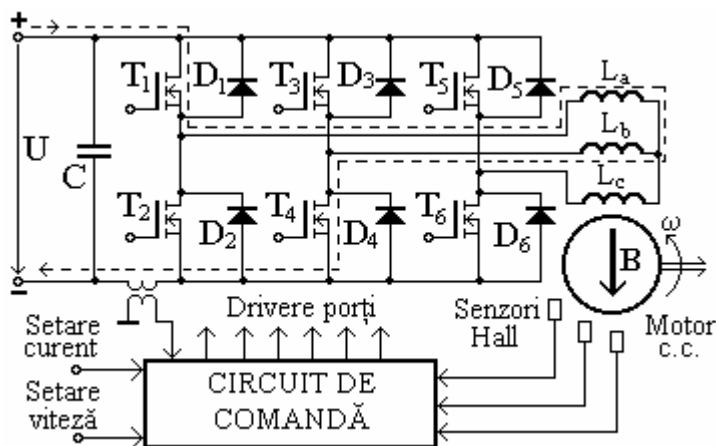 +
T1
D1
T3
D3
T5
D5
La
U
C
Lb
T2
D2
T4
D4
T6
D6
Lc
ω
B
-
Drivere porți
Senzori
Hall
Motor
c.c.
Setare
curent
Setare
viteză
CIRCUIT DE
COMANDĂ